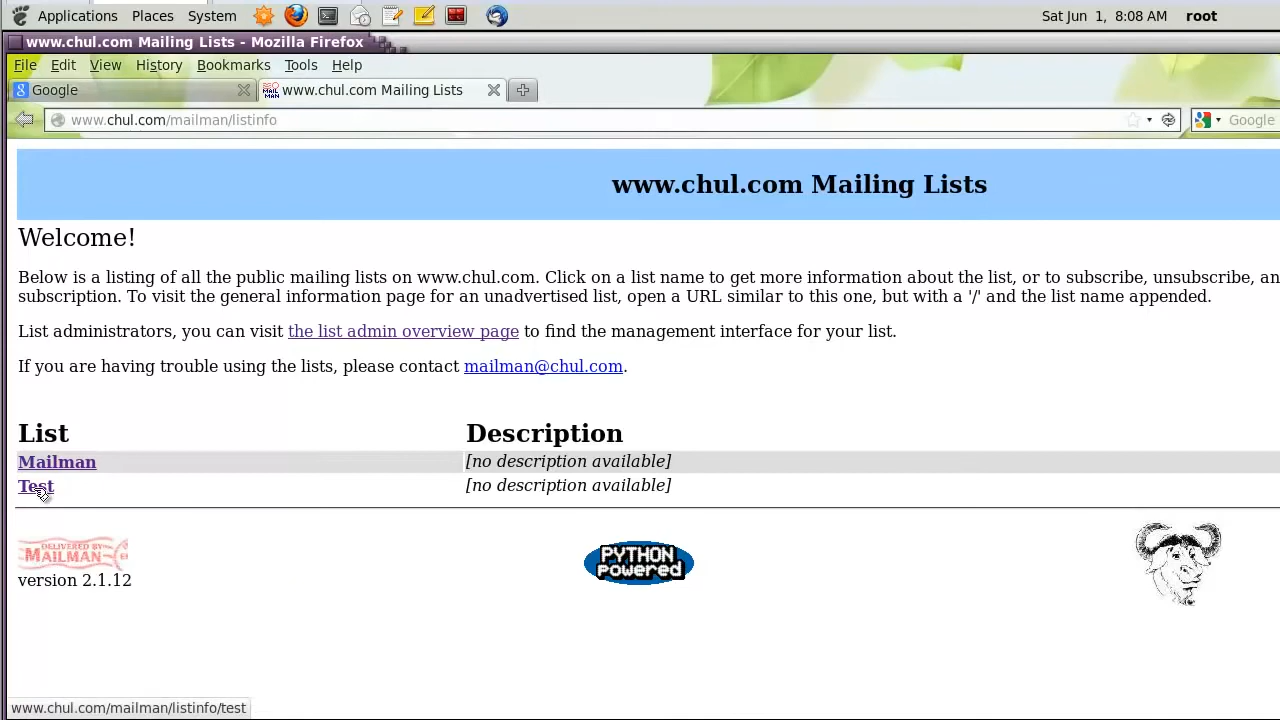 Applications Places System Sat Jun 1, 8:08 AM root
www.chul.com Mailing Lists - Mozilla Firefox
File Edit View History Bookmarks Tools Help
Google www.chul.com Mailing Lists
www.chul.com/mailman/listinfo Google
www.chul.com Mailing Lists
Welcome!
Below is a listing of all the public mailing lists on www.chul.com. Click on a list name to get more information about the list, or to subscribe, unsubscribe, an
subscription. To visit the general information page for an unadvertised list, open a URL similar to this one, but with a '/' and the list name appended.
List administrators, you can visit the list admin overview page to find the management interface for your list.
If you are having trouble using the lists, please contact mailman@chul.com.
List Description
Mailman [no description available]
Test [no description available]
DELIVERED BY
MAILMAN
version 2.1.12
PYTHON
Powered
www.chul.com/mailman/listinfo/test